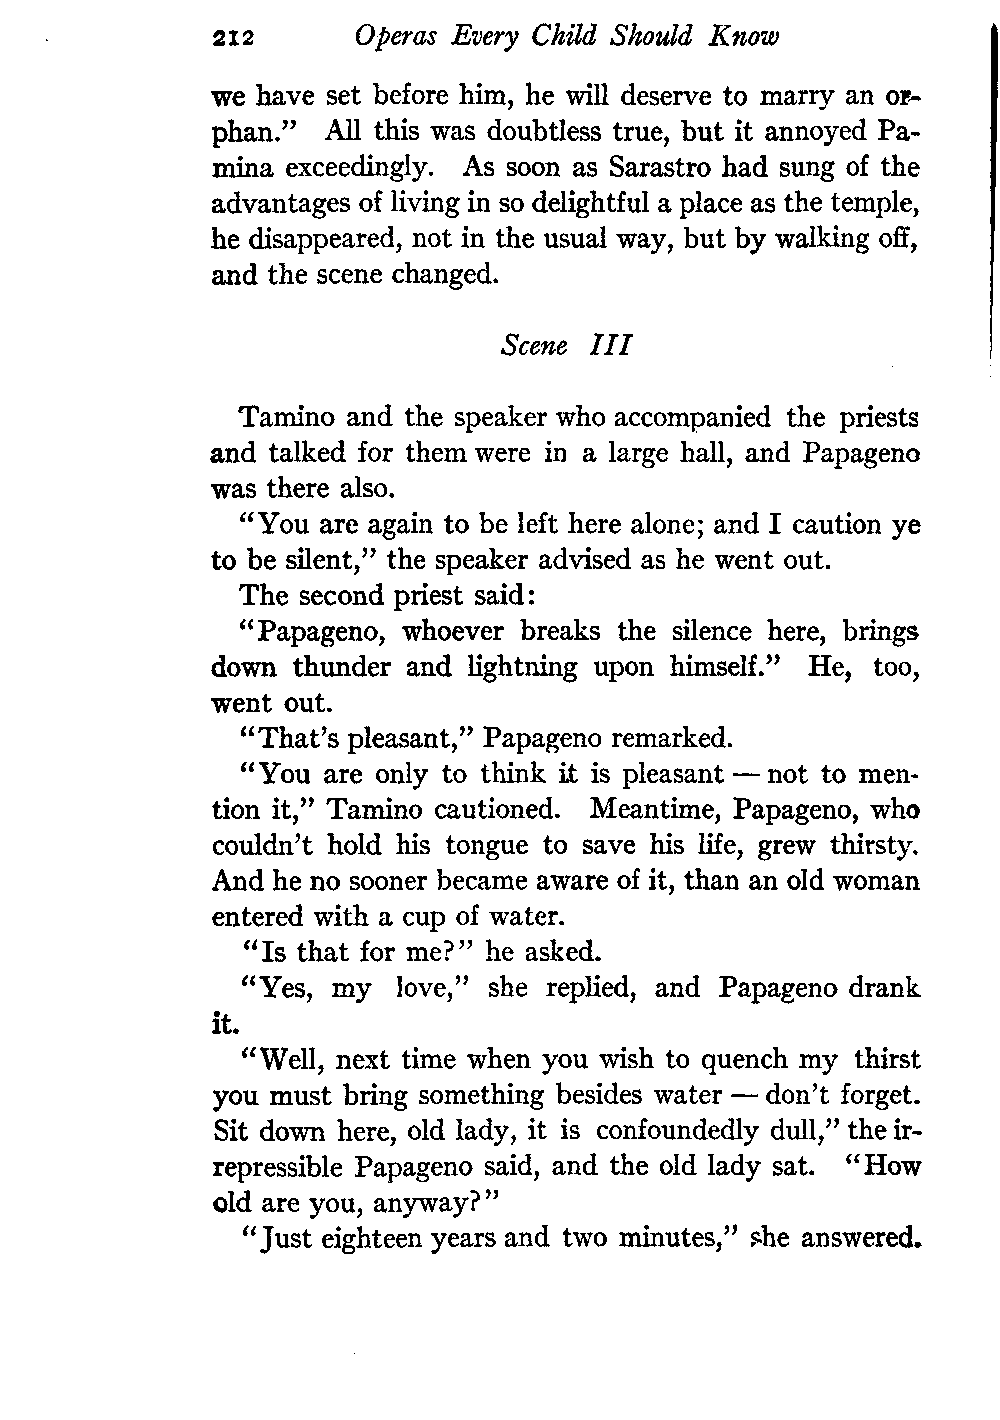 212 Operas Every Child Should Know
we have set before him, he will deserve to marry an or-
phan." All this was doubtless true, but it annoyed Pa-
mina exceedingly. As soon as Sarastro had sung of the
advantages of living in so delightful a place as the temple,
he disappeared, not in the usual way, but by walking off,
and the scene changed.
Scene III
Tamino and the speaker who accompanied the priests
and talked for them were in a large hall, and Papageno
was there also.
"You are again to be left here alone; and I caution ye
to be silent," the speaker advised as he went out.
The second priest said:
"Papageno, whoever breaks the silence here, brings
down thunder and lightning upon himself." He, too,
went out.
"That's pleasant," Papageno remarked.
"You are only to think it is pleasant — not to men-
tion it," Tamino cautioned. Meantime, Papageno, who
couldn't hold his tongue to save his life, grew thirsty.
And he no sooner became aware of it, than an old woman
entered with a cup of water.
"Is that for me?" he asked.
"Yes, my love," she replied, and Papageno drank
it.
"Well, next time when you wish to quench my thirst
you must bring something besides water — don't forget.
Sit down here, old lady, it is confoundedly dull," the ir-
repressible Papageno said, and the old lady sat. "How
old are you, anyway?"
"Just eighteen years and two minutes," she answered.